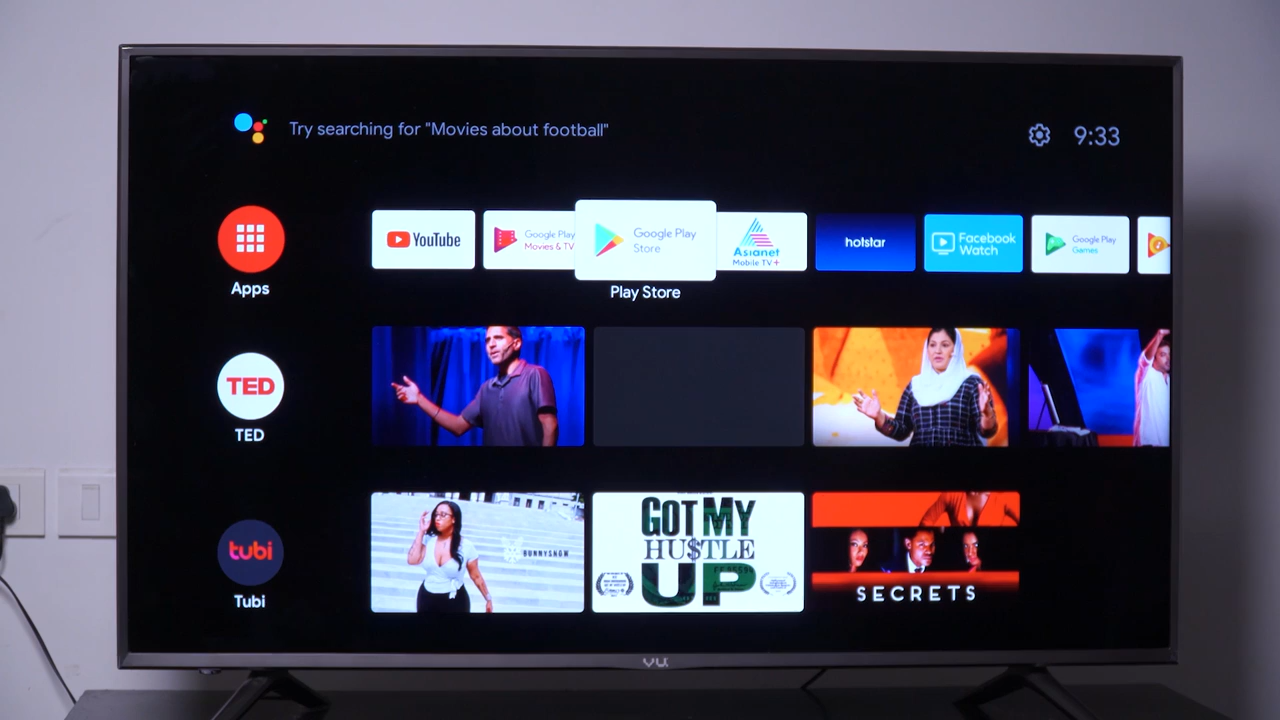 Try searching for "Movies about football"
9:33
YouTube
Google Play
Movies & TV
Google Play
Store
Asianet
Mobile TV+
hotstar
Facebook
Watch
Google Play
Games
Apps
Play Store
TED
TED
tubi
Tubi
BUNNYSNOW
GOT MY
HU$TLE
UP
SECRETS
VU